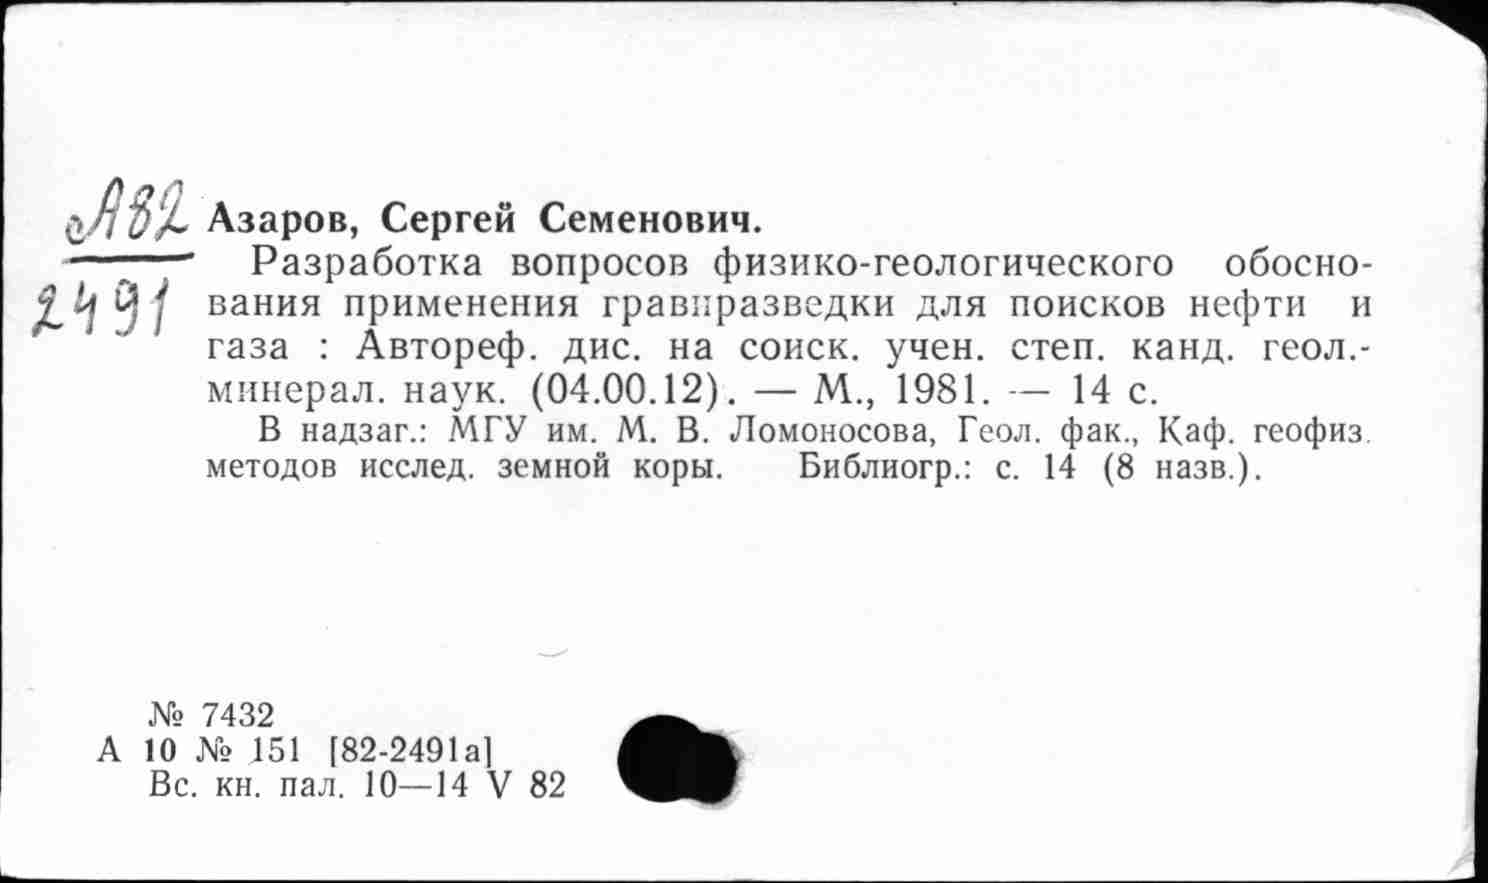 А82
2491
Азаров, Сергей Семенович.
Разработка вопросов физико-геологического обосно-
вания применения гравиразведки для поисков нефти и
газа : Автореф. дис. на соиск. учен. степ. канд. геол.-
минерал. наук. (04.00.12). — М., 1981. — 14 с.
В надзаг.: МГУ им. М. В. Ломоносова, Геол. фак., Каф. геофиз.
методов исслед. земной коры. Библиогр.: с. 14 (8 назв.).
№ 7432
А 10 № 151 [82-2491а]
Вс. кн. пал. 10—14 V 82